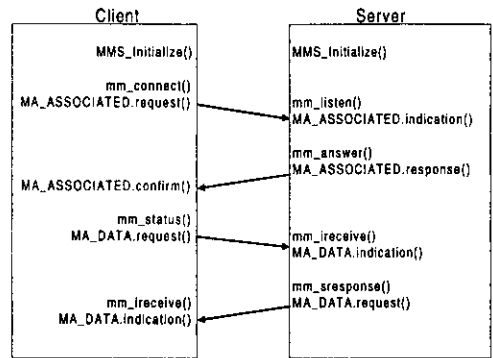 Client
Server
MMS_Initialize()
MMS_Initialize()
mm_connect()
MA_ASSOCIATED.request()
mm_listen()
MA_ASSOCIATED.indication()
mm_answer()
MA_ASSOCIATED.response()
MA_ASSOCIATED.confirm()
mm_status()
MA_DATA.request()
mm_ireceive()
MA_DATA.indication()
mm_sresponse()
MA_DATA.request()
mm_ireceive()
MA_DATA.indication()